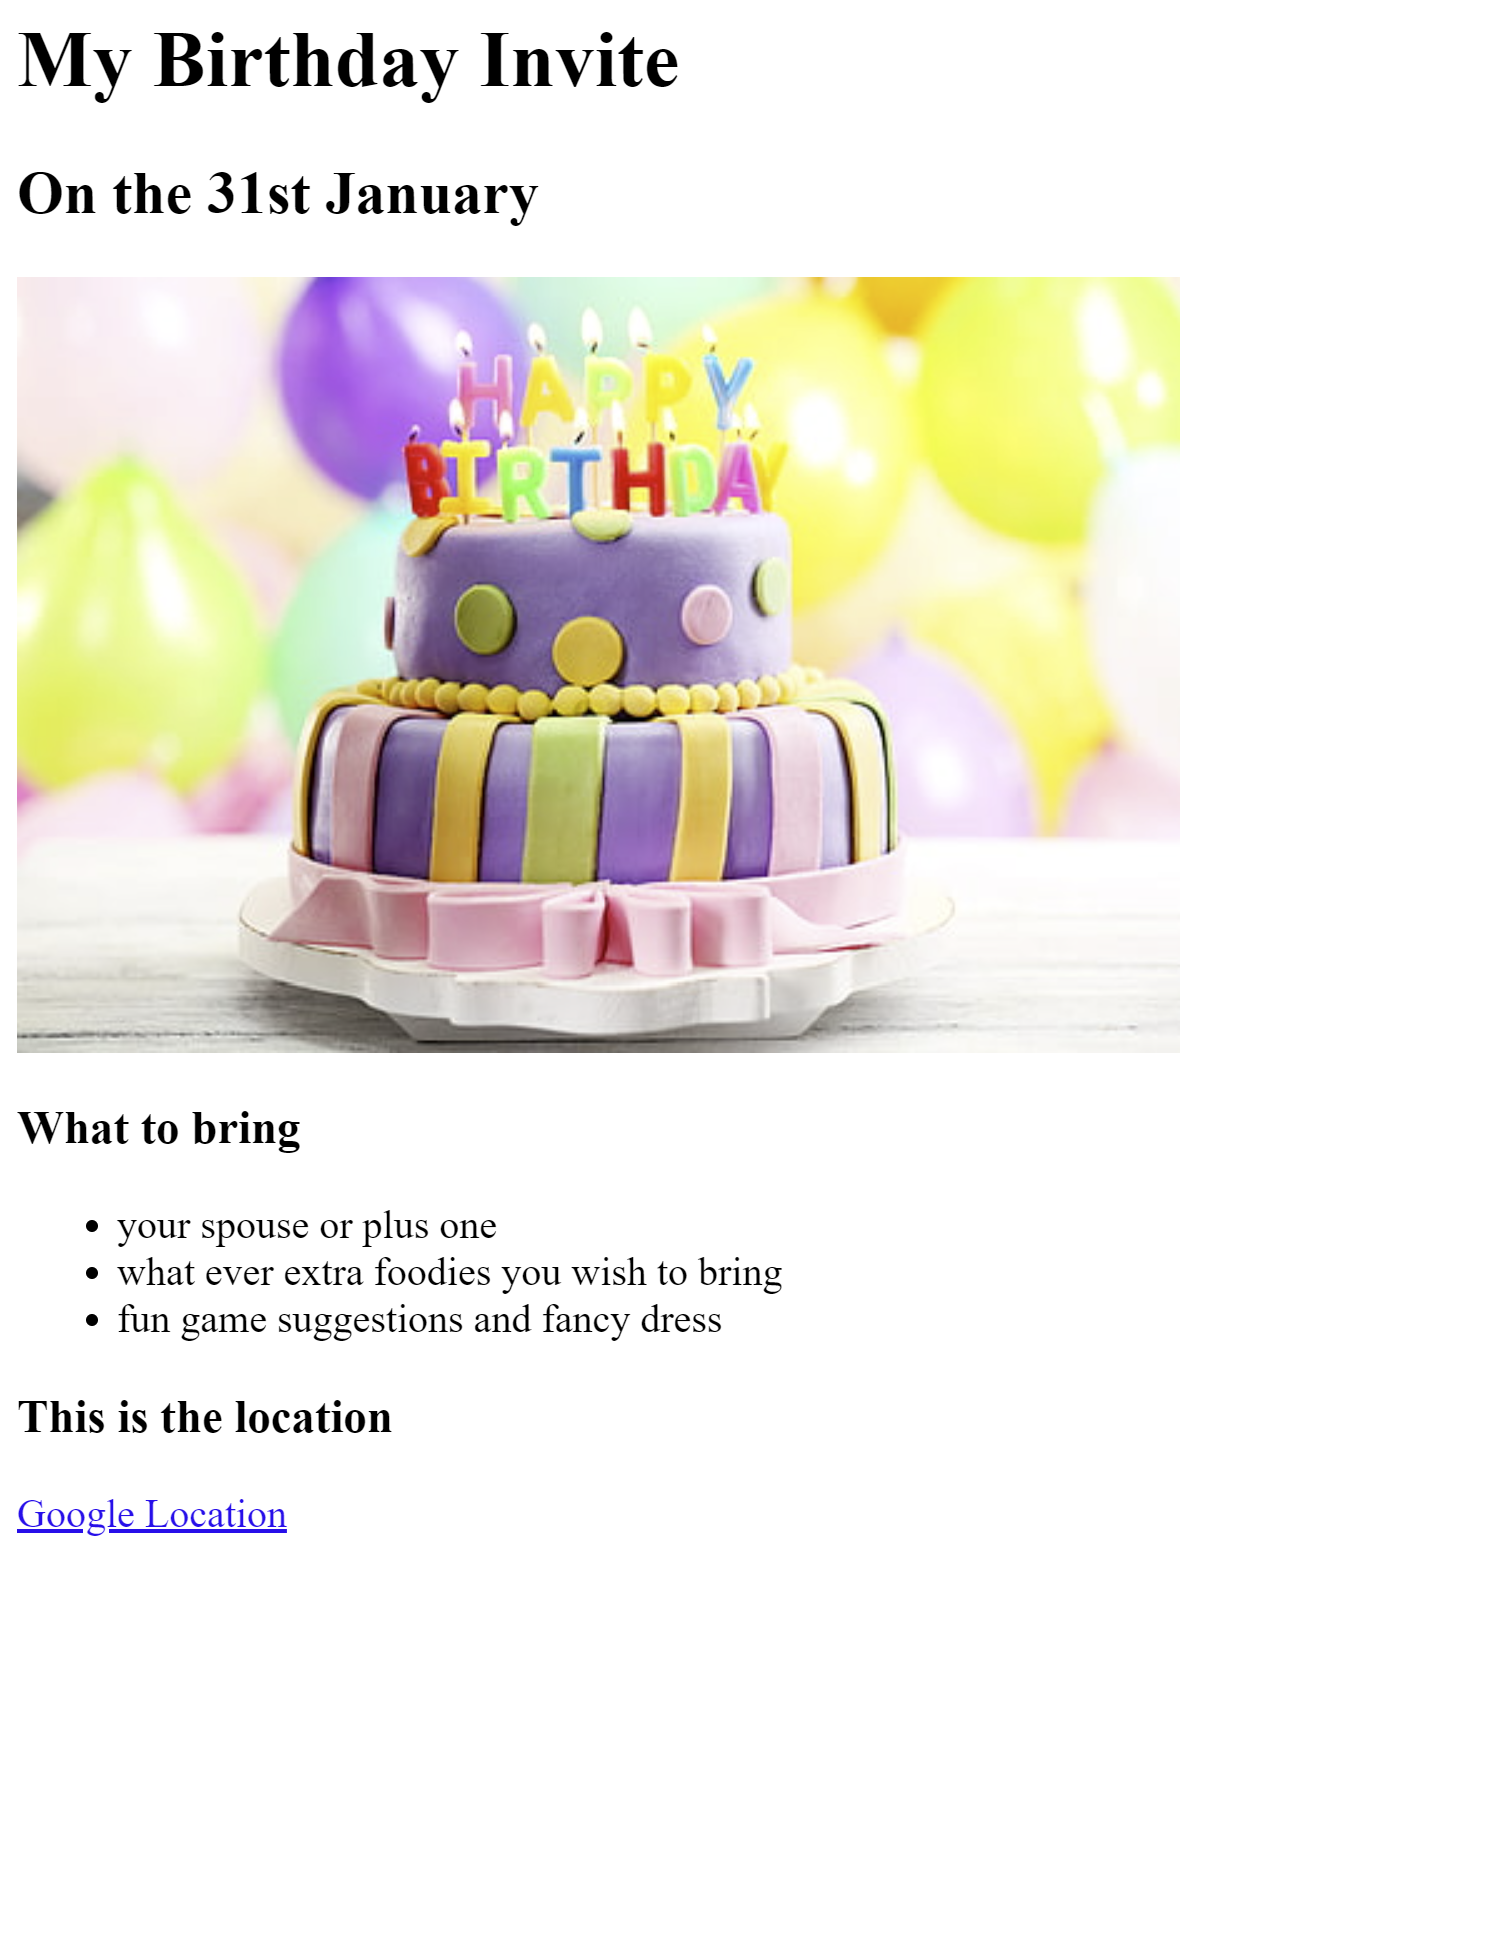 My Birthday Invite
On the 31st January
HAPPY
BIRTHDAY
What to bring
your spouse or plus one
what ever extra foodies you wish to bring
fun game suggestions and fancy dress
This is the location
Google Location